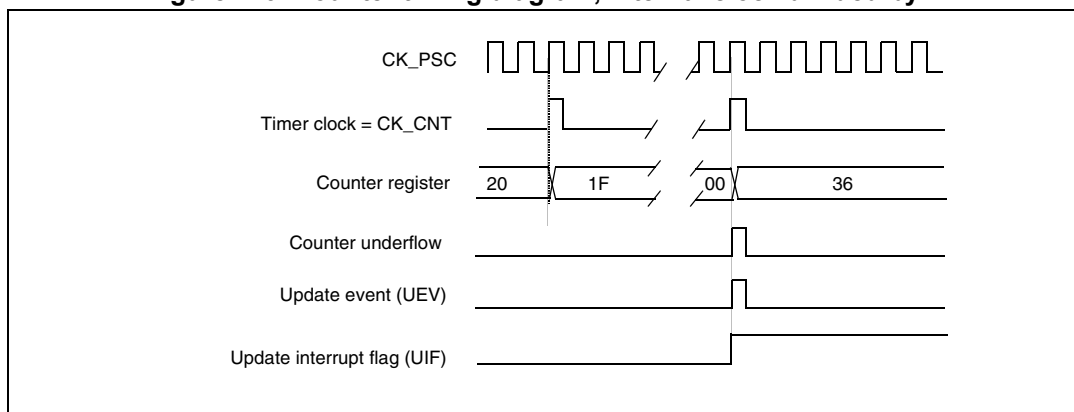 CK_PSC
Timer clock = CK_CNT
Counter register 20 1F 00 36
Counter underflow
Update event (UEV)
Update interrupt flag (UIF)